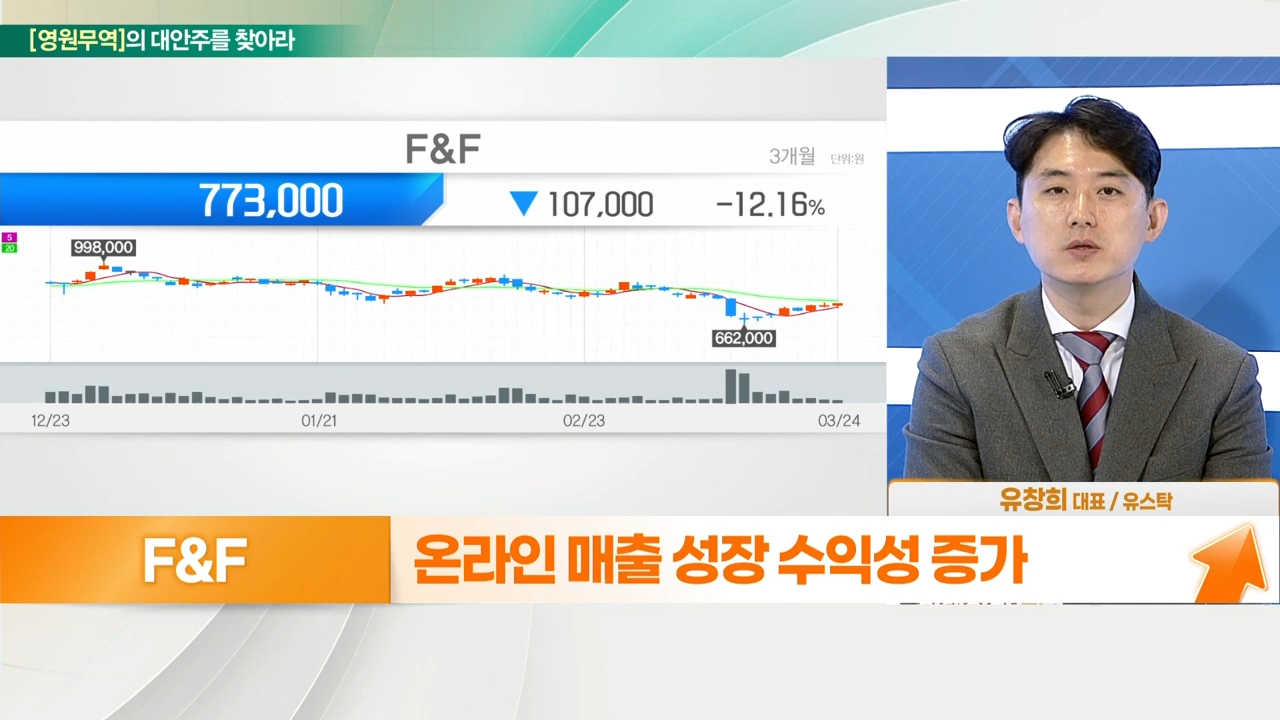 [영원무역]의 대안주를 찾아라
F&F
3개월 단위:원
773,000 ▼ 107,000 -12.16%
5
20
998,000
662,000
12/23 01/21 02/23 03/24
유창희 대표 / 유스탁
F&F
온라인 매출 성장 수익성 증가